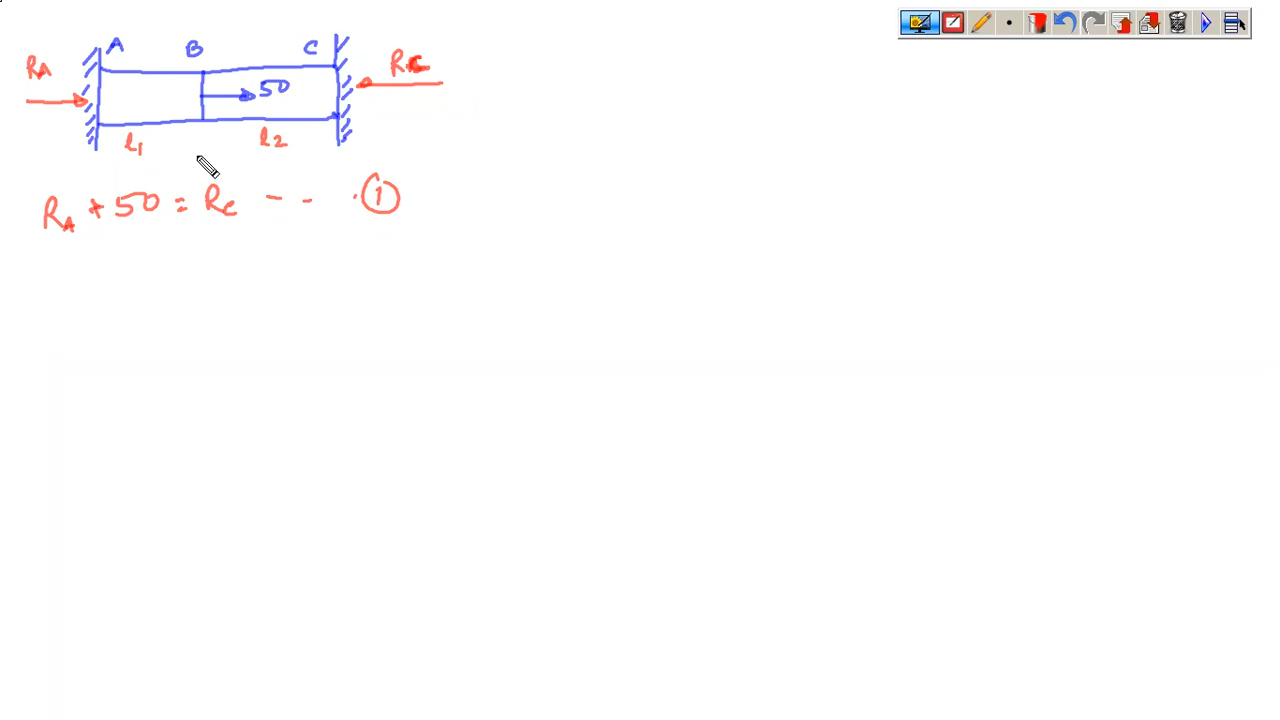 A B C
RA 50 RC
l1 l2
RA + 50 = RC - - · ①